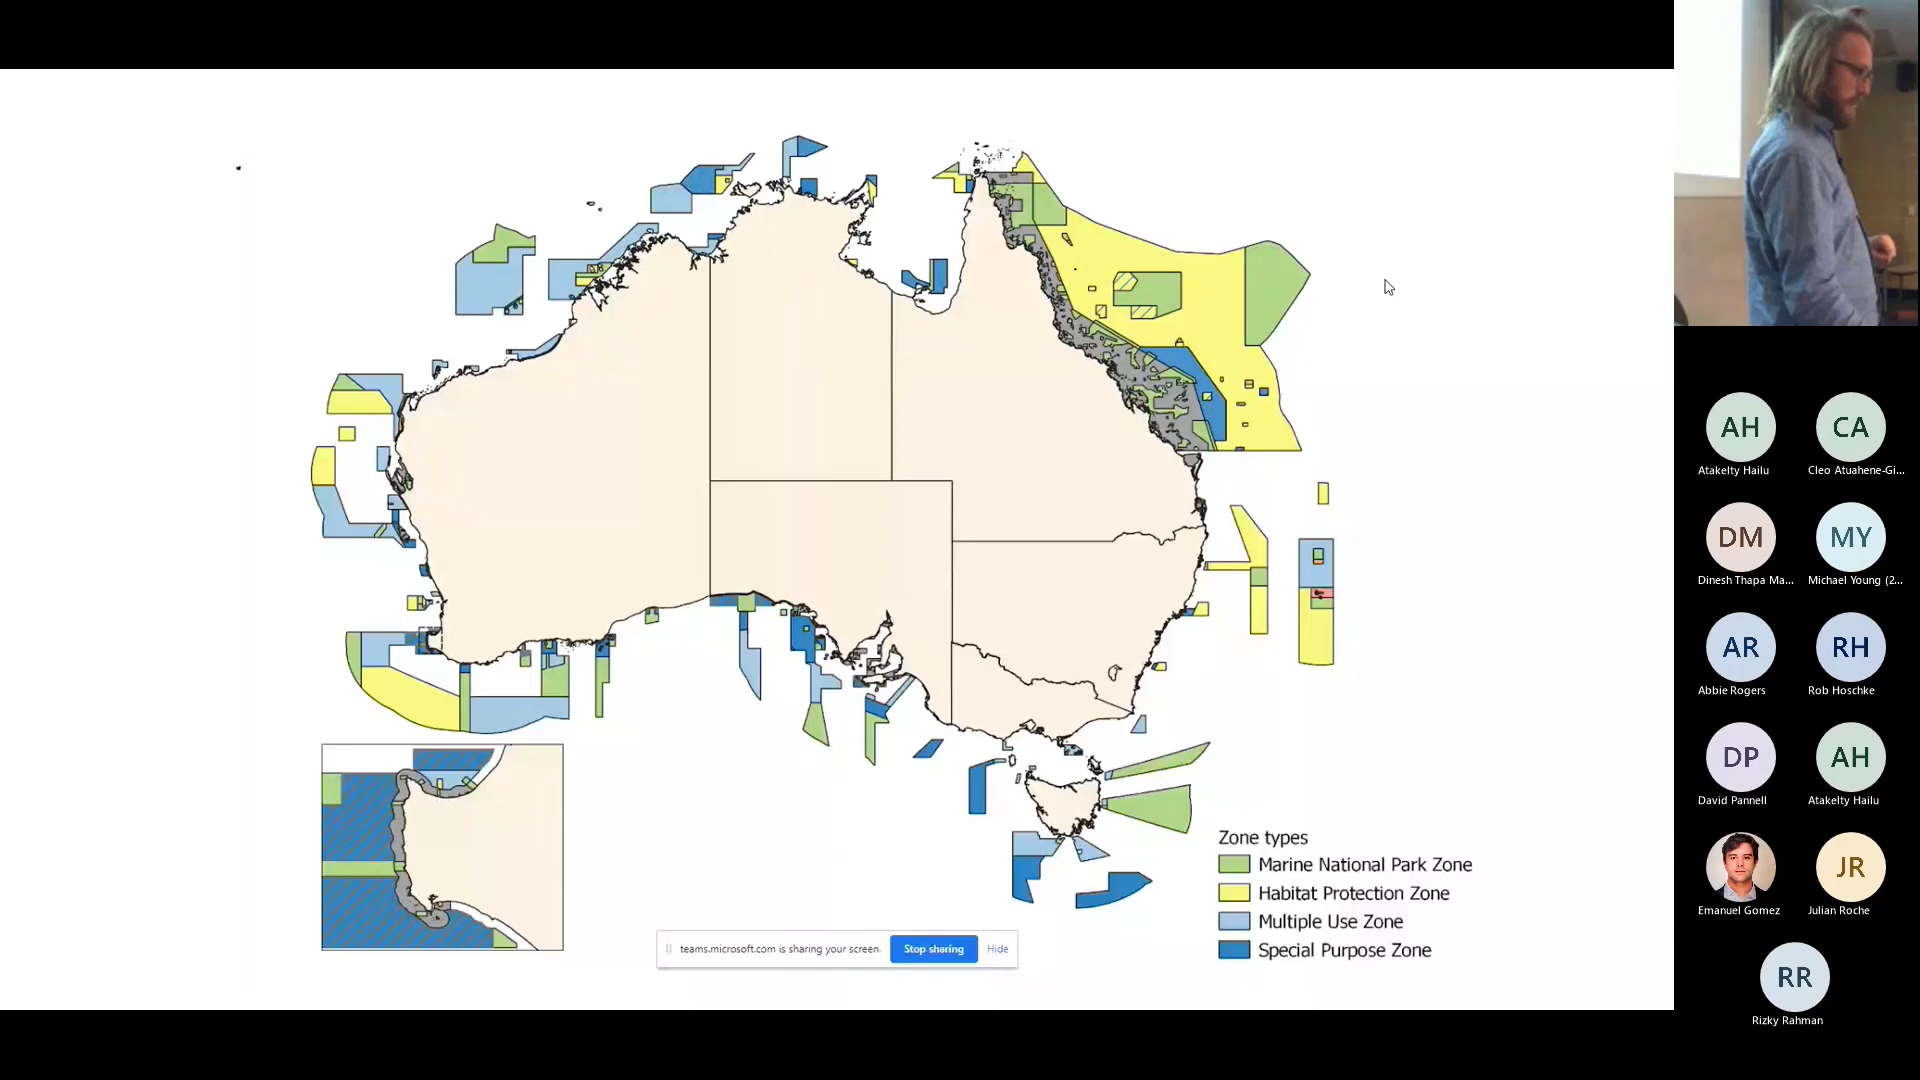 Zone types
Marine National Park Zone
Habitat Protection Zone
Multiple Use Zone
Special Purpose Zone
teams.microsoft.com is sharing your screen.
Stop sharing
Hide
AH
Atakelty Hailu
CA
Cleo Atuahene-Gi...
DM
Dinesh Thapa Ma...
MY
Michael Young (2...
AR
Abbie Rogers
RH
Rob Hoschke
DP
David Pannell
AH
Atakelty Hailu
Emanuel Gomez
JR
Julian Roche
RR
Rizky Rahman